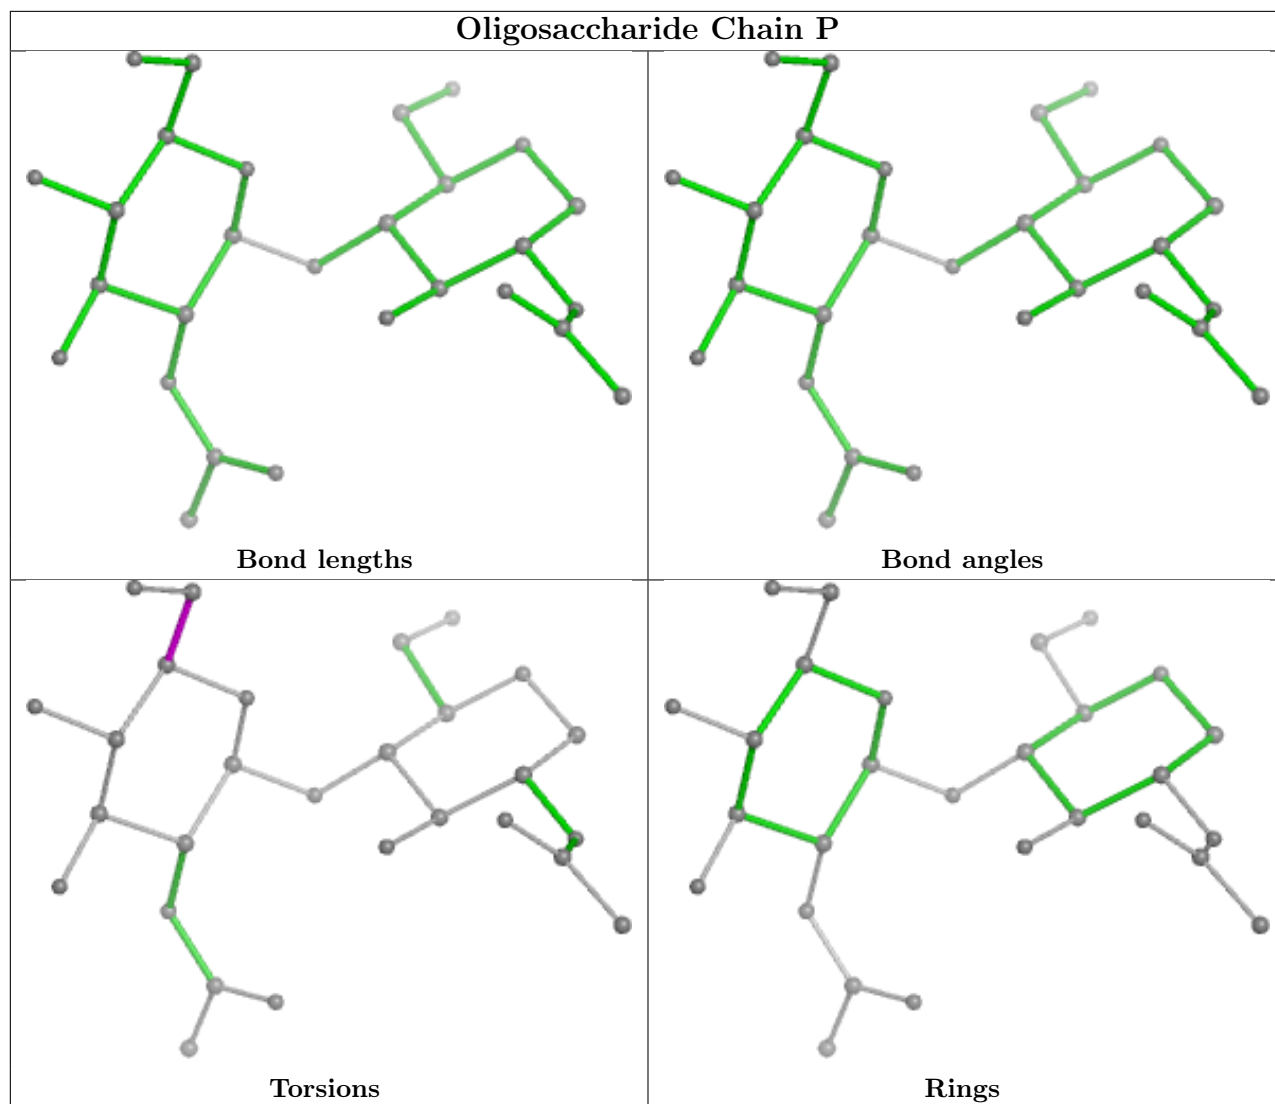 Oligosaccharide Chain P
Bond lengths
Bond angles
Torsions
Rings